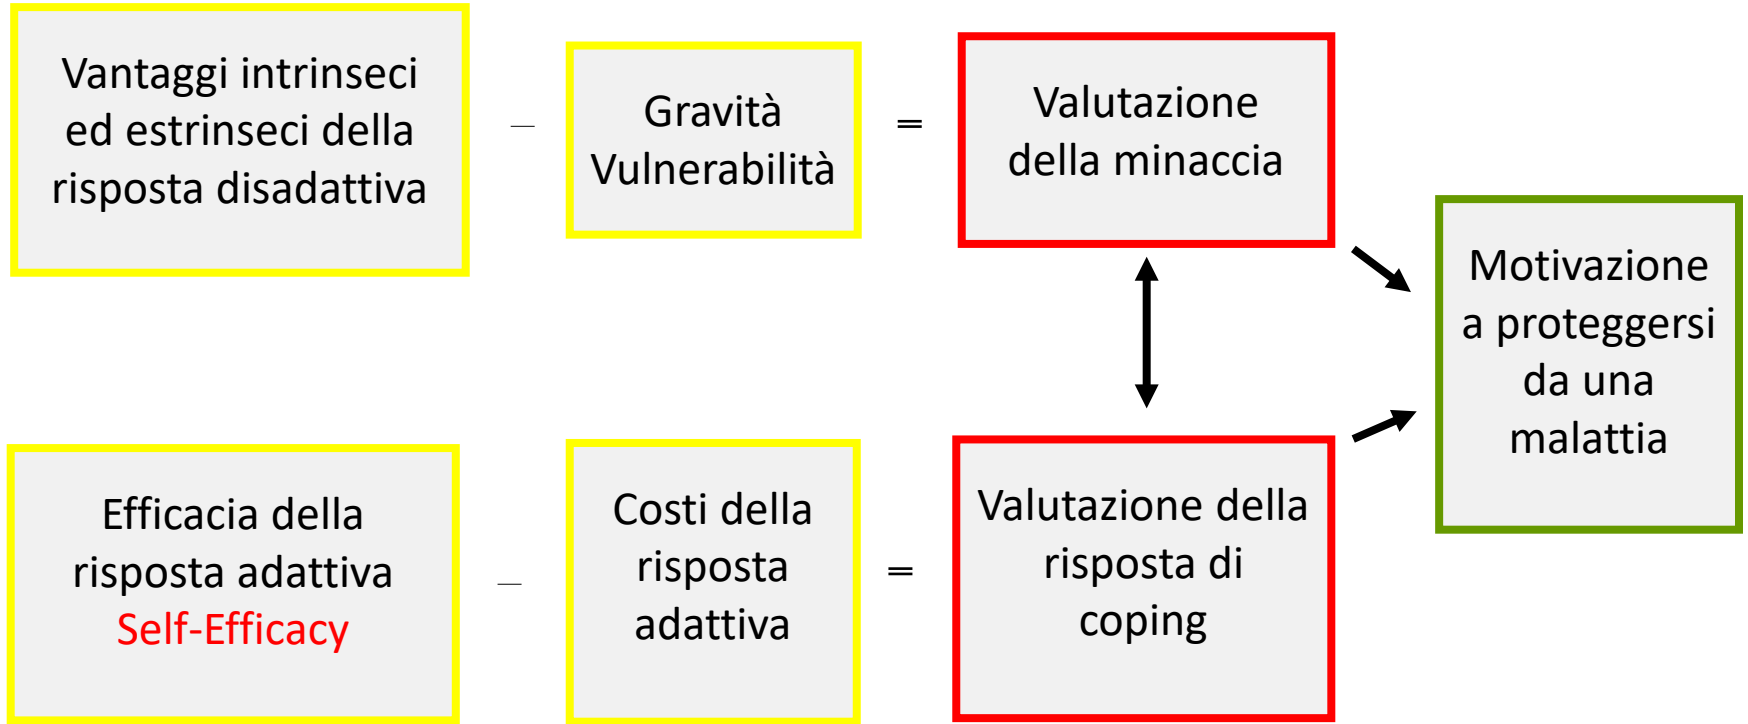 Vantaggi intrinseci
ed estrinseci della
risposta disadattiva
–
Gravità
Vulnerabilità
=
Valutazione
della minaccia
Motivazione
a proteggersi
da una
malattia
Efficacia della
risposta adattiva
Self-Efficacy
–
Costi della
risposta
adattiva
=
Valutazione della
risposta di
coping